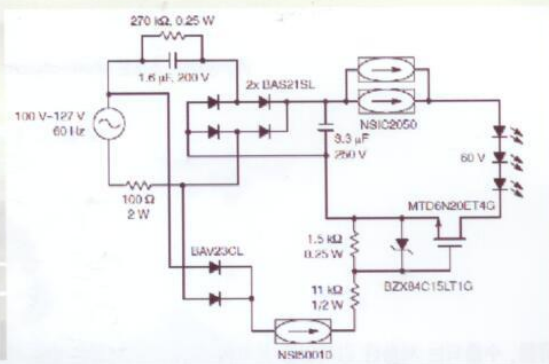 270 kΩ, 0.25 W
1.6 µF, 200 V
2x BAS21SL
100 V–127 V
60 Hz
NSIC2050
3.3 µF
250 V
60 V
100 Ω
2 W
MTD6N20ET4G
BAV23CL
1.5 kΩ
0.25 W
BZX84C15LT1G
11 kΩ
1/2 W
NSI50010